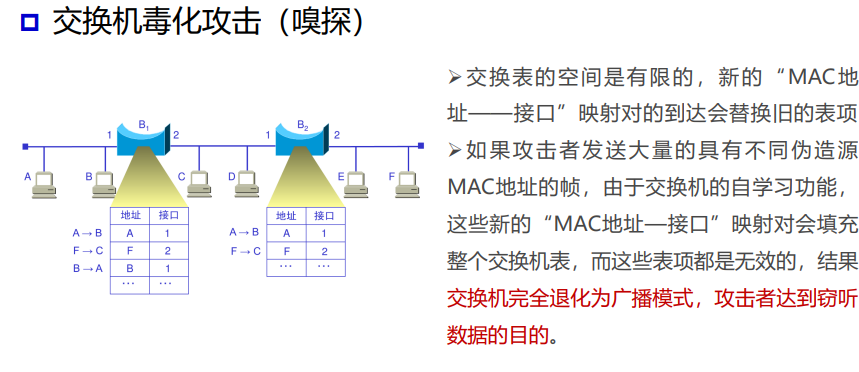 交换机毒化攻击（嗅探）
B1
B2
1
2
1
2
A
B
C
D
E
F
地址 接口
A→B A 1
F→C F 2
B→A B 1
… …
地址 接口
A→B A 1
F→C F 2
… …
➢交换表的空间是有限的，新的“MAC地
址——接口”映射对的到达会替换旧的表项
➢如果攻击者发送大量的具有不同伪造源
MAC地址的帧，由于交换机的自学习功能，
这些新的“MAC地址—接口”映射对会填充
整个交换机表，而这些表项都是无效的，结果
交换机完全退化为广播模式，攻击者达到窃听
数据的目的。